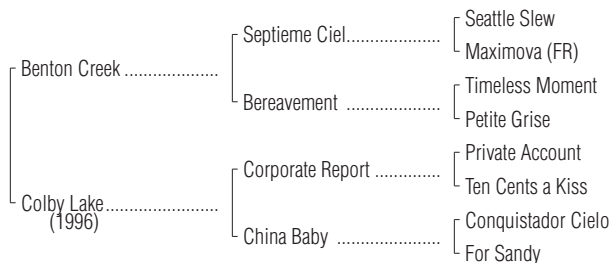 Seattle Slew
Septieme Ciel....................
Maximova (FR)
Benton Creek ....................
Timeless Moment
Bereavement ....................
Petite Grise
Private Account
Corporate Report ................
Ten Cents a Kiss
Colby Lake........................
(1996)
Conquistador Cielo
China Baby ......................
For Sandy